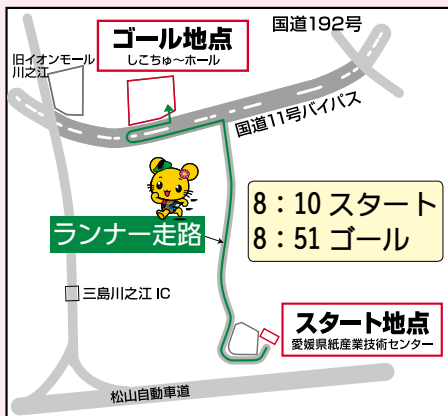 国道192号
ゴール地点
しこちゅ～ホール
旧イオンモール
川之江
国道11号バイパス
8：10 スタート
8：51 ゴール
ランナー走路
三島川之江 IC
スタート地点
愛媛県紙産業技術センター
松山自動車道